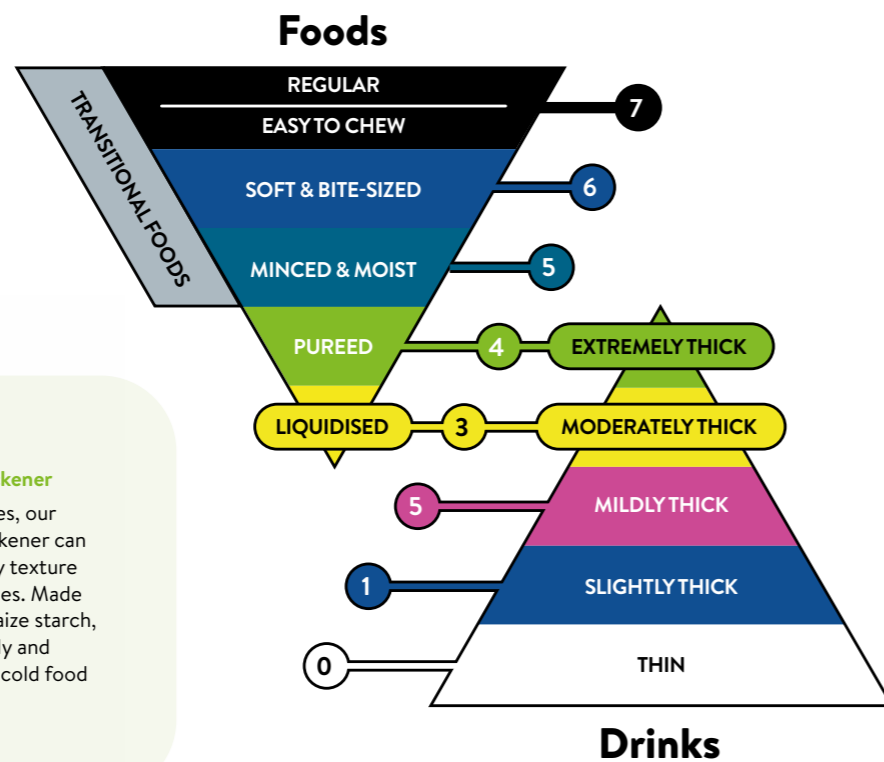 Foods
REGULAR
EASY TO CHEW
7
TRANSITIONAL FOODS
SOFT & BITE-SIZED
6
MINCED & MOIST
5
PUREED
4
EXTREMELY THICK
LIQUIDISED
3
MODERATELY THICK
5
MILDLY THICK
1
SLIGHTLY THICK
0
THIN
Drinks
kener
es, our
kener can
y texture
es. Made
aize starch,
ly and
cold food